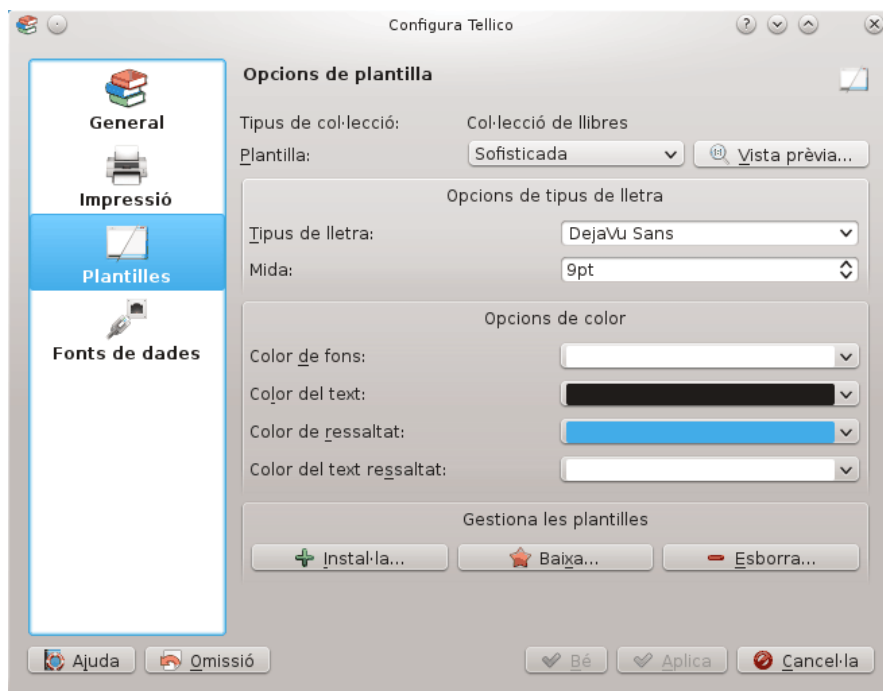 Configura Tellico
General
Impressió
Plantilles
Fonts de dades
Opcions de plantilla
Tipus de col·lecció: Col·lecció de llibres
Plantilla: Sofisticada Vista prèvia...
Opcions de tipus de lletra
Tipus de lletra: DejaVu Sans
Mida: 9pt
Opcions de color
Color de fons:
Color del text:
Color de ressaltat:
Color del text ressaltat:
Gestiona les plantilles
Instal·la... Baixa... Esborra...
Ajuda Omissió Bé Aplica Cancel·la